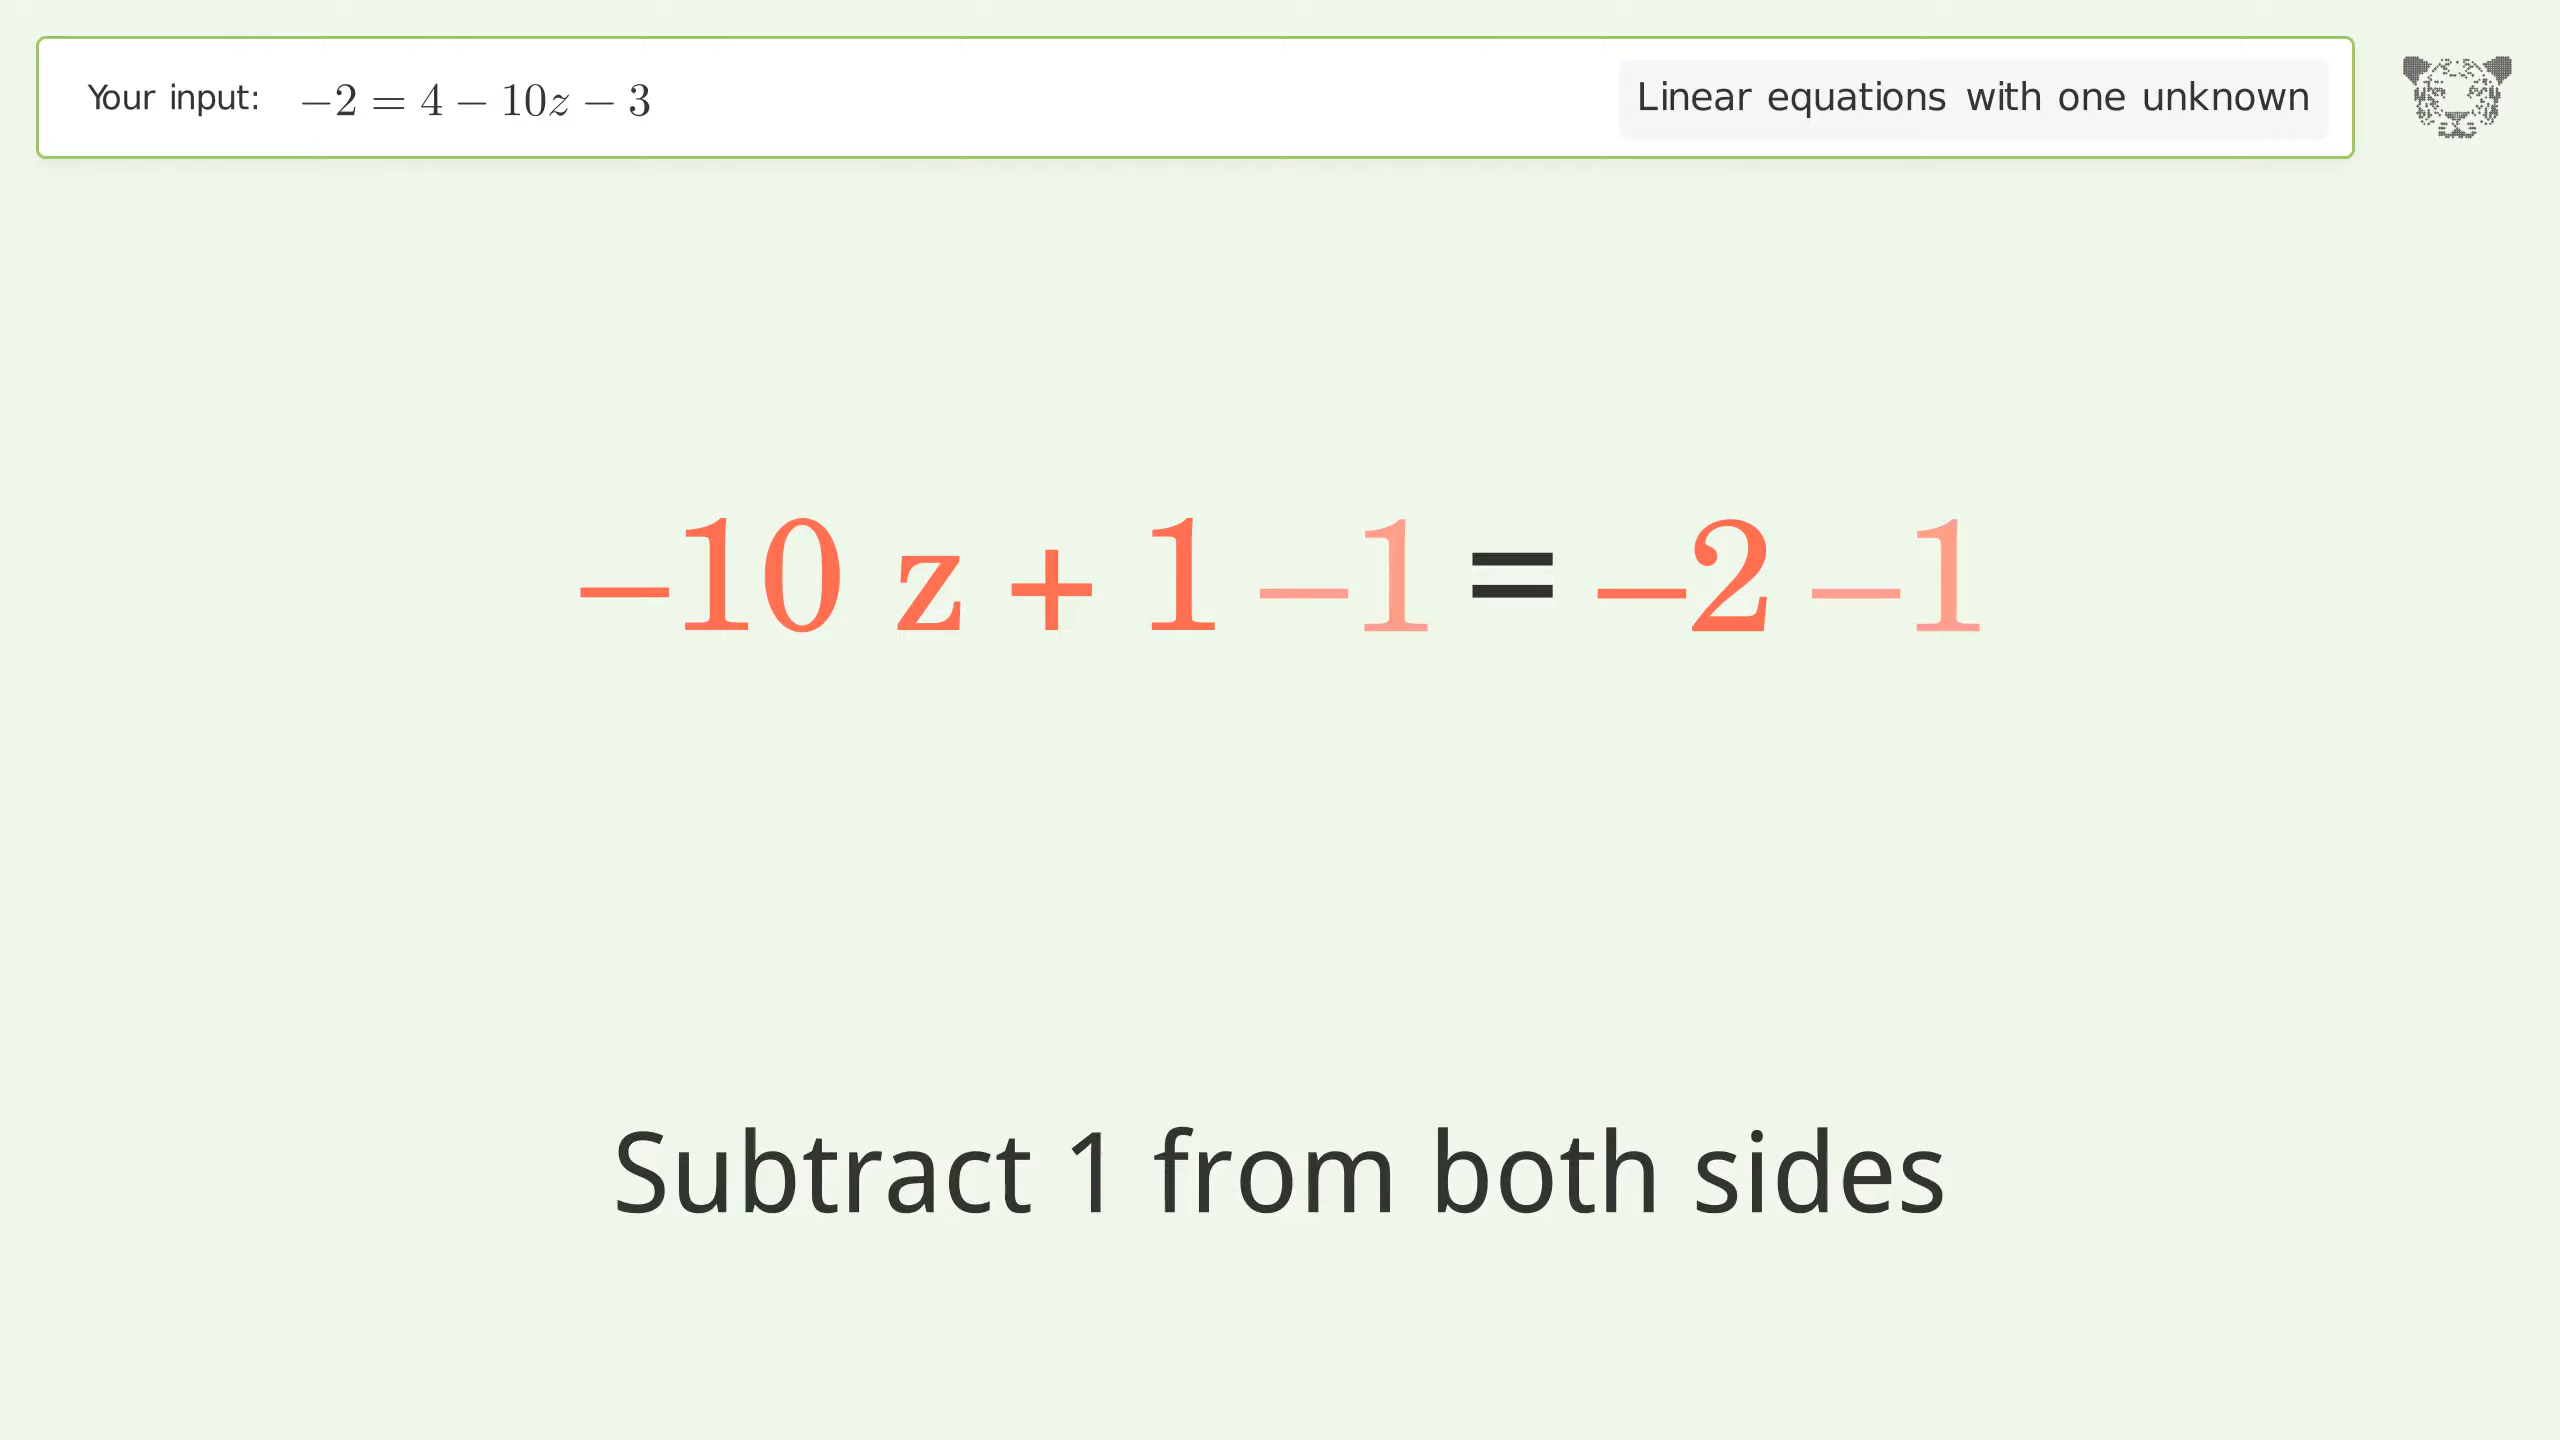 Your input: −2 = 4 − 10z − 3
Linear equations with one unknown
−10 z + 1 −1 = −2 −1
Subtract 1 from both sides